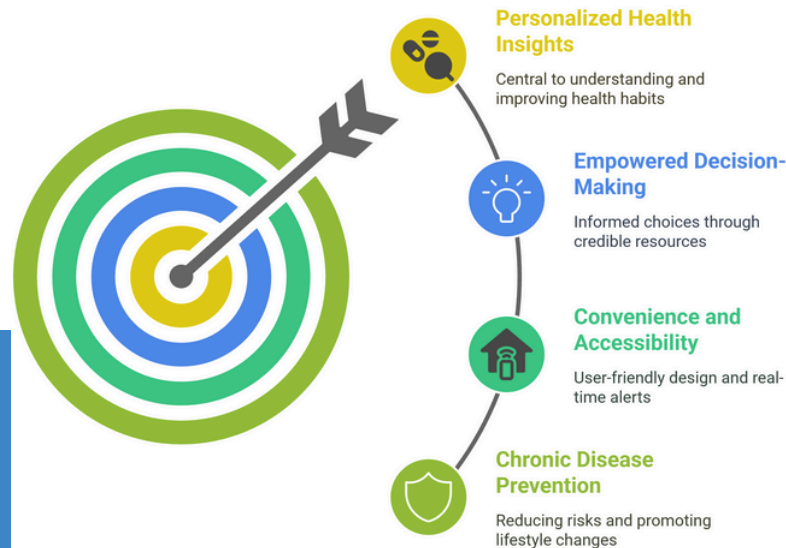 Personalized Health
Insights
Central to understanding and
improving health habits
Empowered Decision-
Making
Informed choices through
credible resources
Convenience and
Accessibility
User-friendly design and real-
time alerts
Chronic Disease
Prevention
Reducing risks and promoting
lifestyle changes